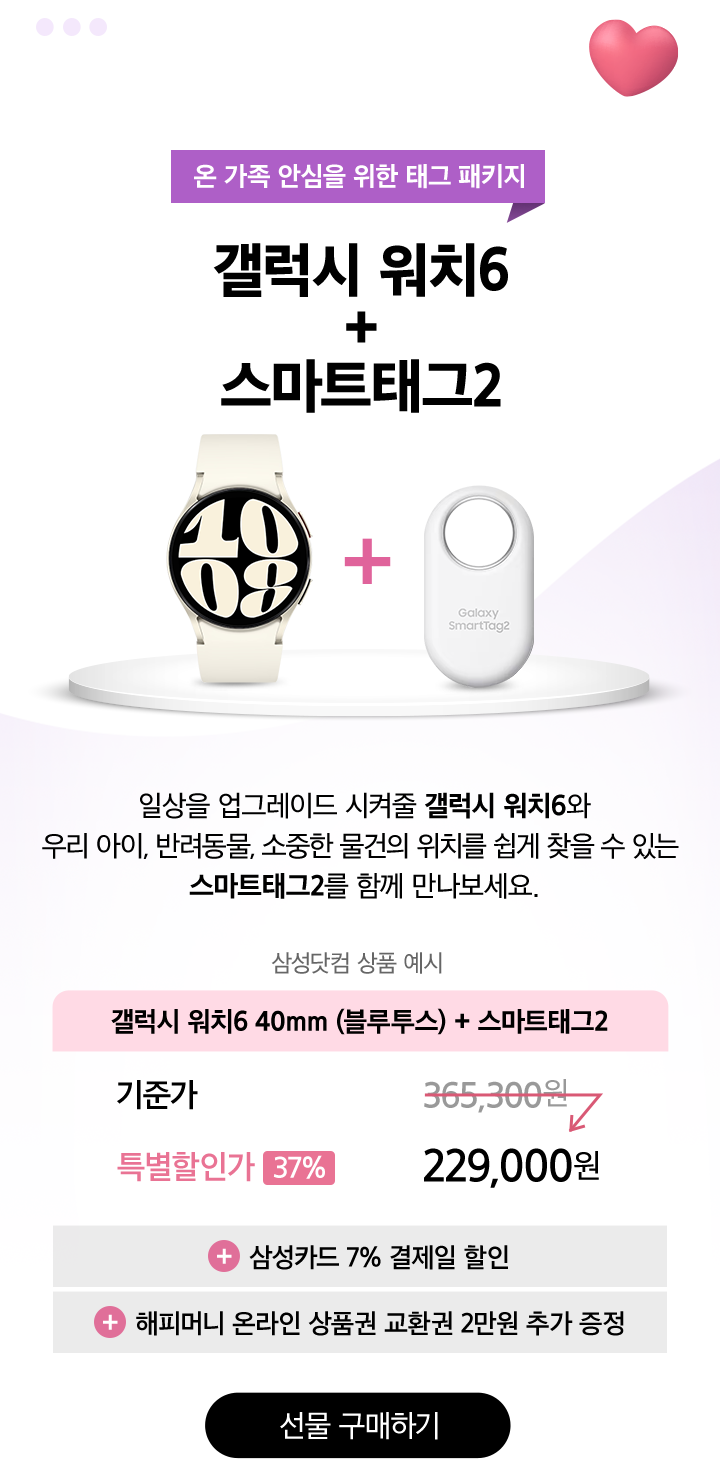 온 가족 안심을 위한 태그 패키지
갤럭시 워치6
+
스마트태그2
10
08
+
Galaxy
SmartTag2
일상을 업그레이드 시켜줄 갤럭시 워치6와
우리 아이, 반려동물, 소중한 물건의 위치를 쉽게 찾을 수 있는
스마트태그2를 함께 만나보세요.
삼성닷컴 상품 예시
갤럭시 워치6 40mm (블루투스) + 스마트태그2
기준가 365,300원
특별할인가 37% 229,000원
+ 삼성카드 7% 결제일 할인
+ 해피머니 온라인 상품권 교환권 2만원 추가 증정
선물 구매하기